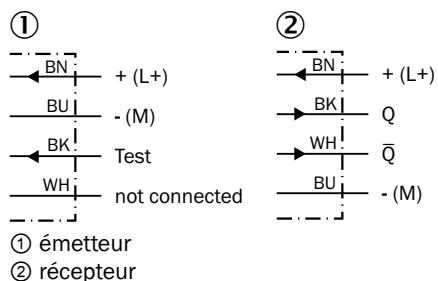 ① ②
BN + (L+)
BU - (M)
BK Test
WH not connected
BN + (L+)
BK Q
WH Q̅
BU - (M)
① émetteur
② récepteur